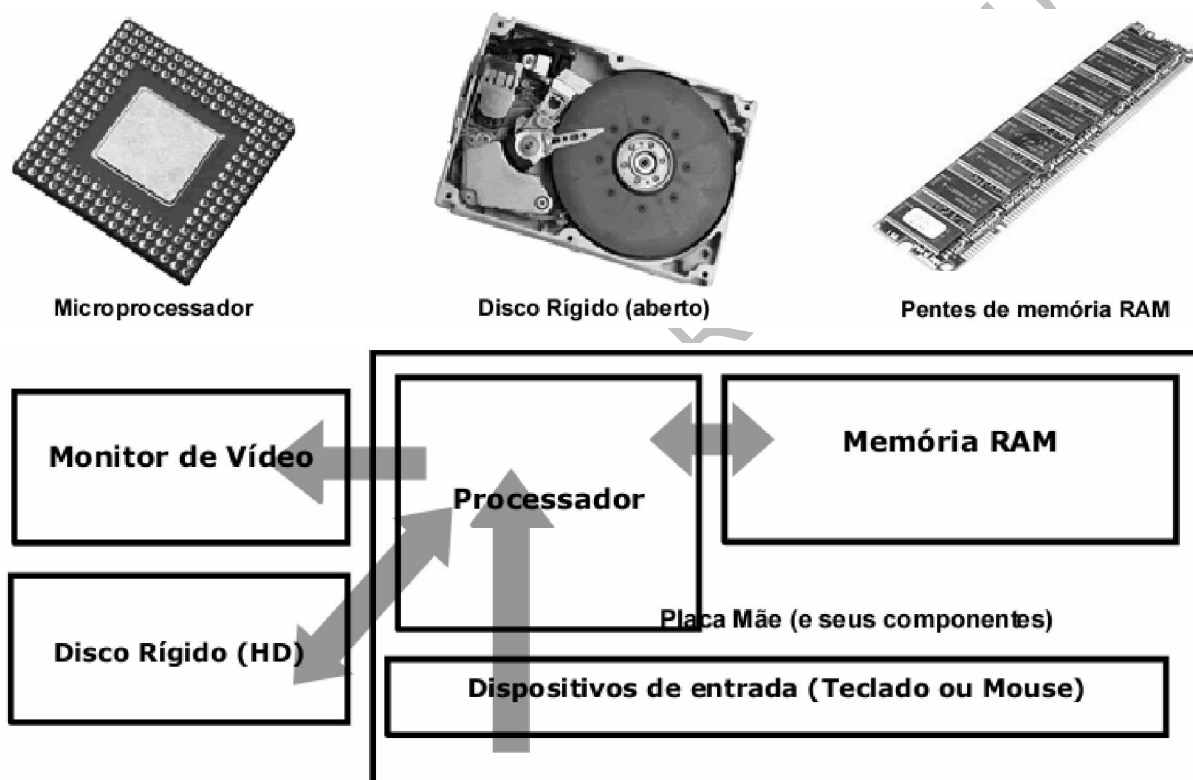 Microprocessador
Disco Rígido (aberto)
Pentes de memória RAM
Monitor de Vídeo
Processador
Memória RAM
Disco Rígido (HD)
Placa Mãe (e seus componentes)
Dispositivos de entrada (Teclado ou Mouse)